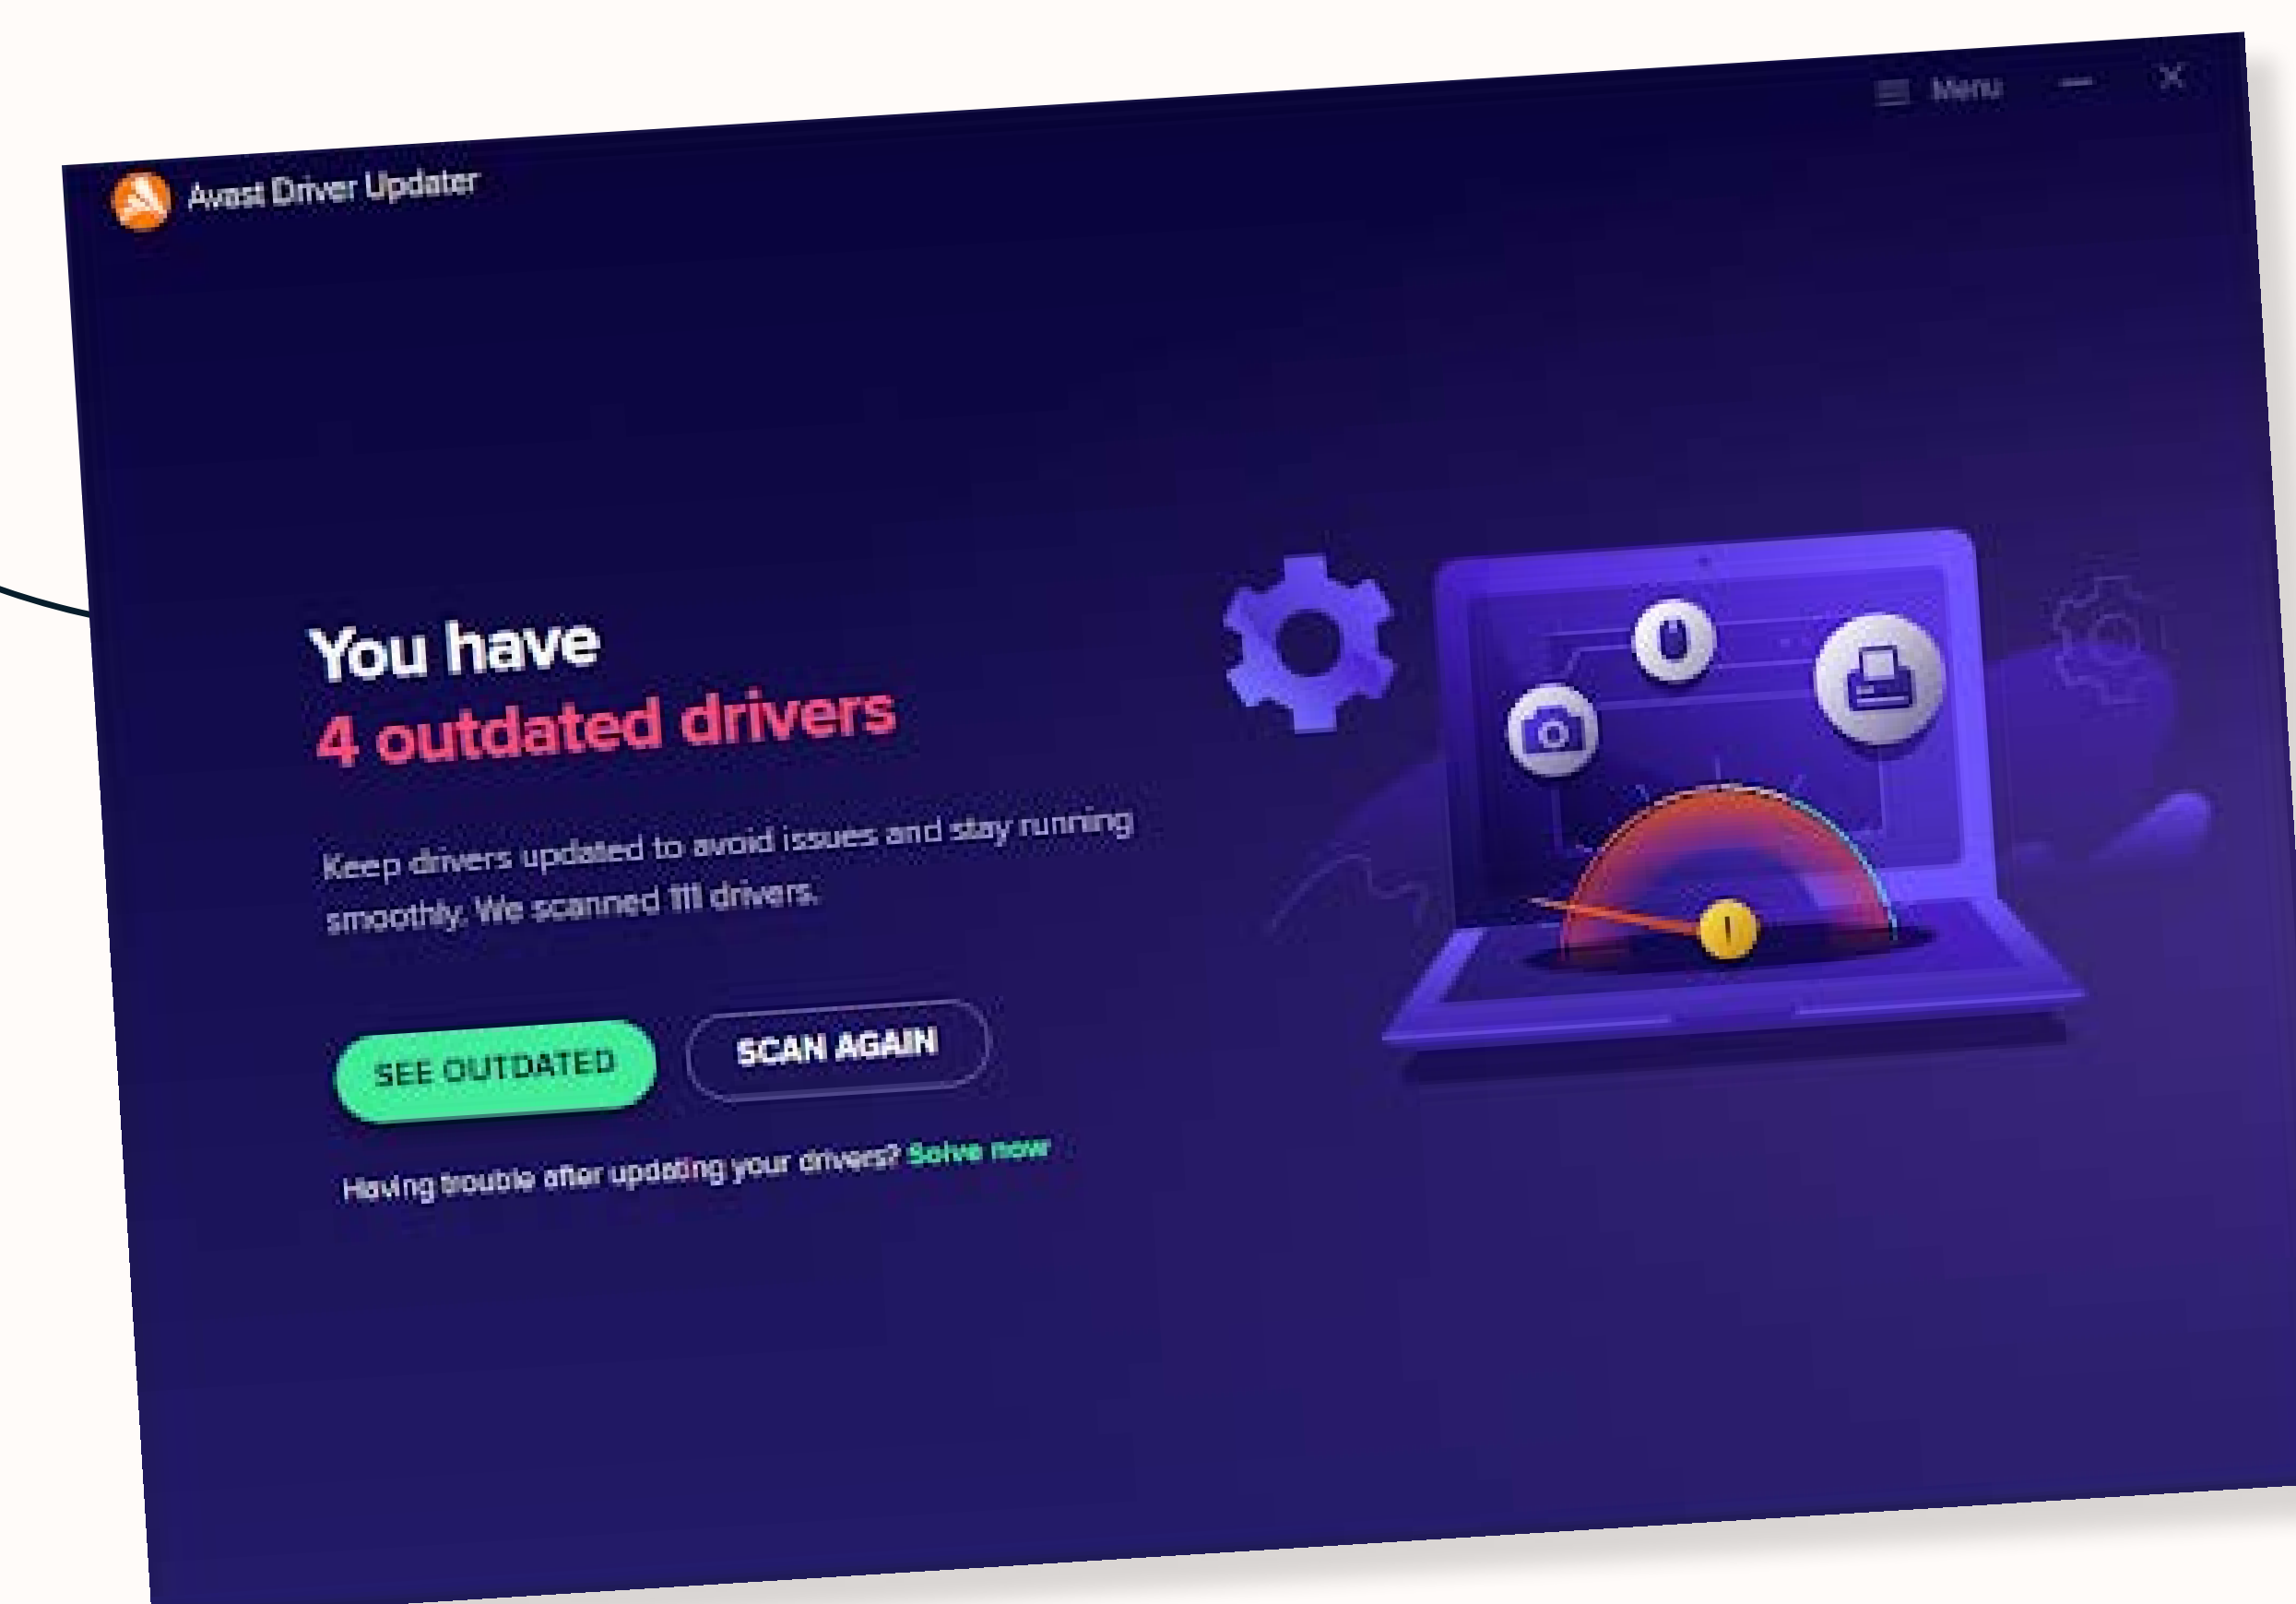 Menu
Avast Driver Updater
You have
4 outdated drivers
Keep drivers updated to avoid issues and stay running
smoothly. We scanned 111 drivers.
SEE OUTDATED
SCAN AGAIN
Having trouble after updating your drivers? Solve now